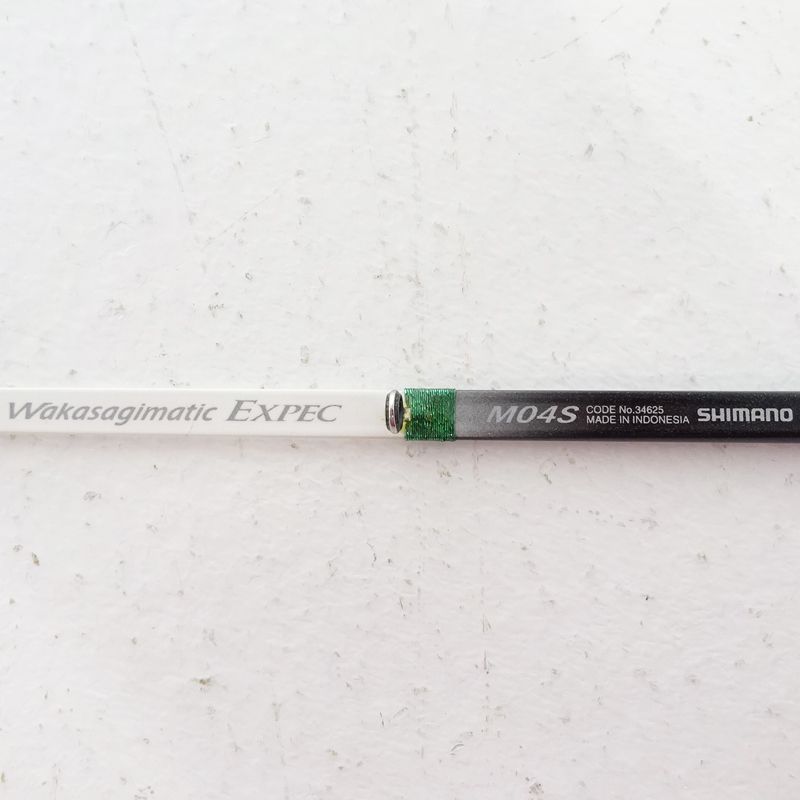 Wakasagimatic EXPEC
M04S
CODE No.34625
MADE IN INDONESIA
SHIMANO